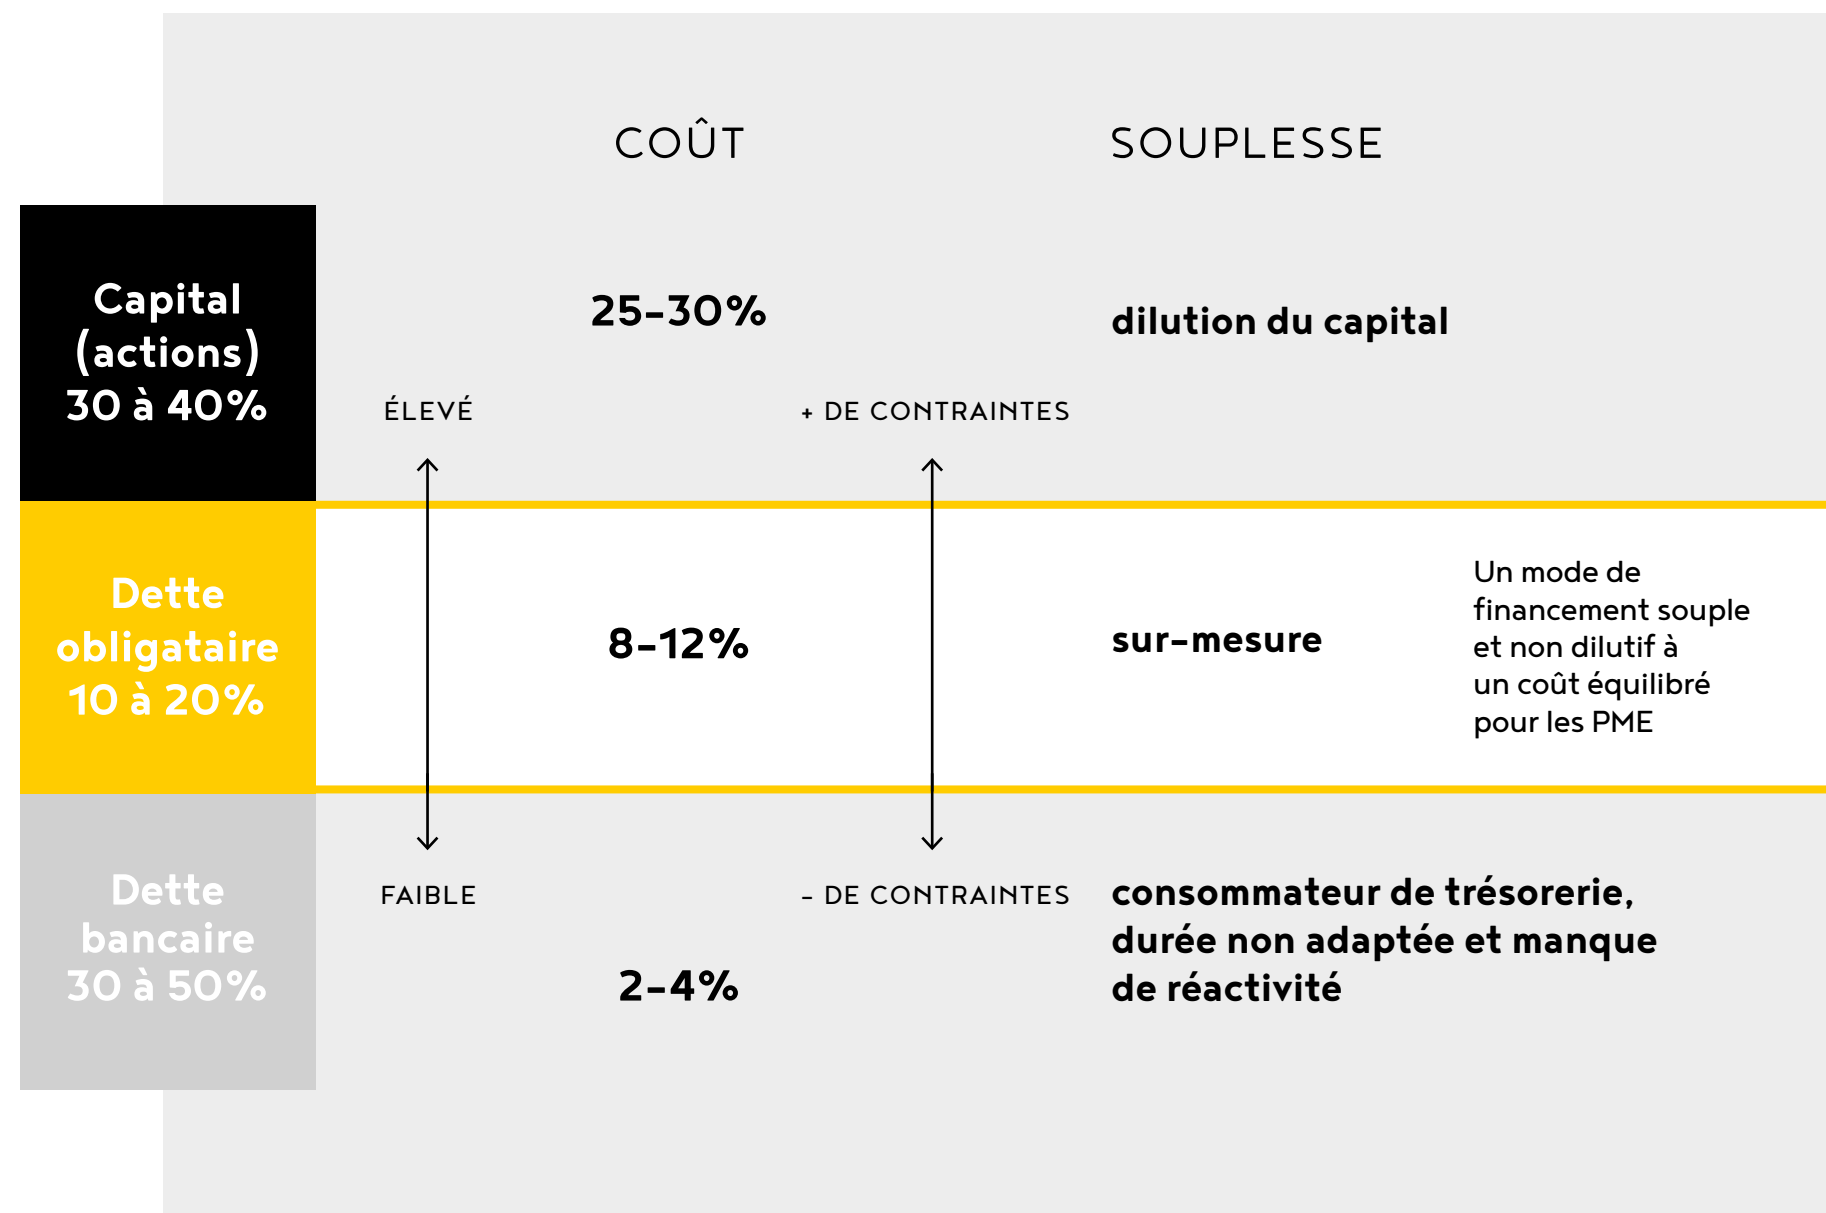 COÛT
SOUPLESSE
Capital
(actions)
30 à 40%
25-30%
dilution du capital
ÉLEVÉ
+ DE CONTRAINTES
Dette
obligataire
10 à 20%
8-12%
sur-mesure
Un mode de
financement souple
et non dilutif à
un coût équilibré
pour les PME
Dette
bancaire
30 à 50%
FAIBLE
- DE CONTRAINTES
2-4%
consommateur de trésorerie,
durée non adaptée et manque
de réactivité